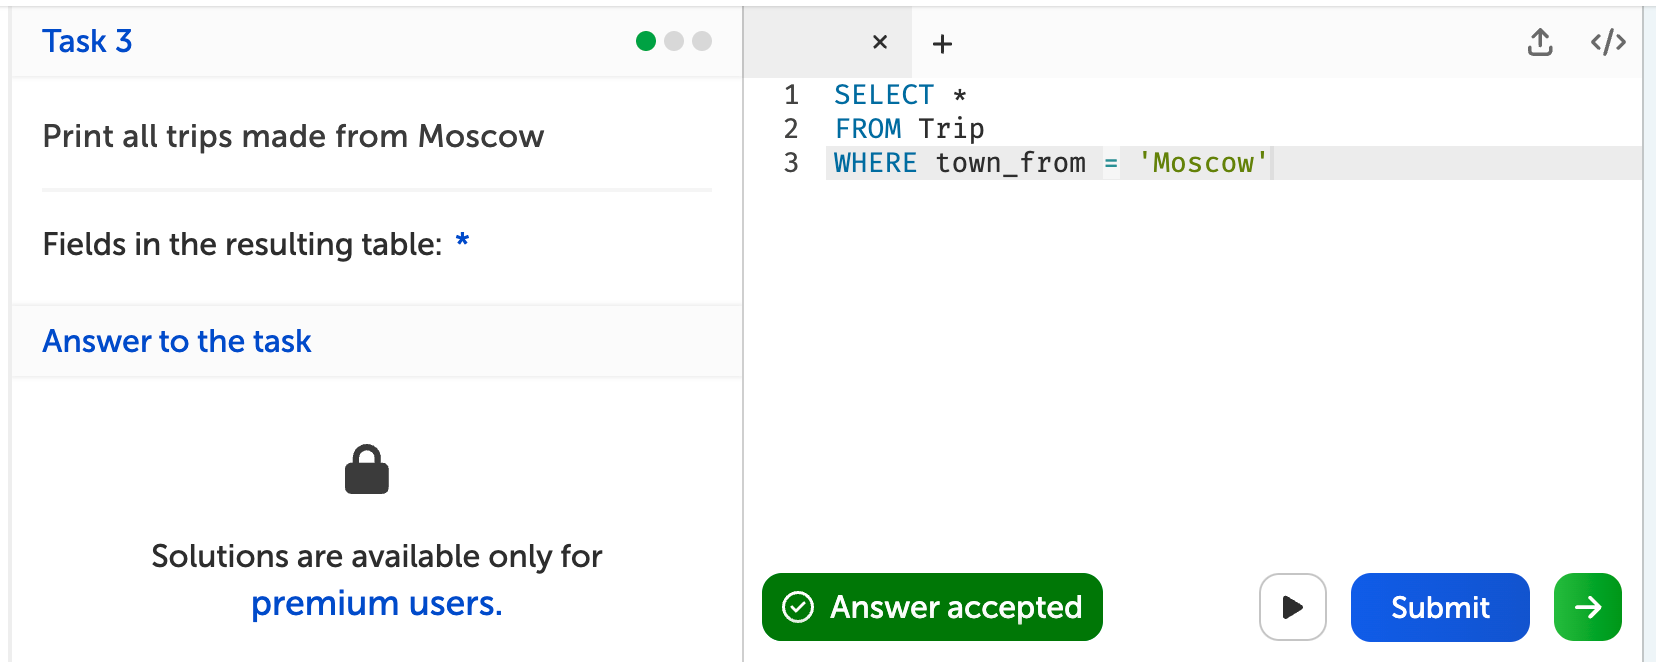 Task 3
Print all trips made from Moscow
Fields in the resulting table: *
Answer to the task
Solutions are available only for
premium users.
1 SELECT *
2 FROM Trip
3 WHERE town_from = 'Moscow'
Answer accepted
Submit